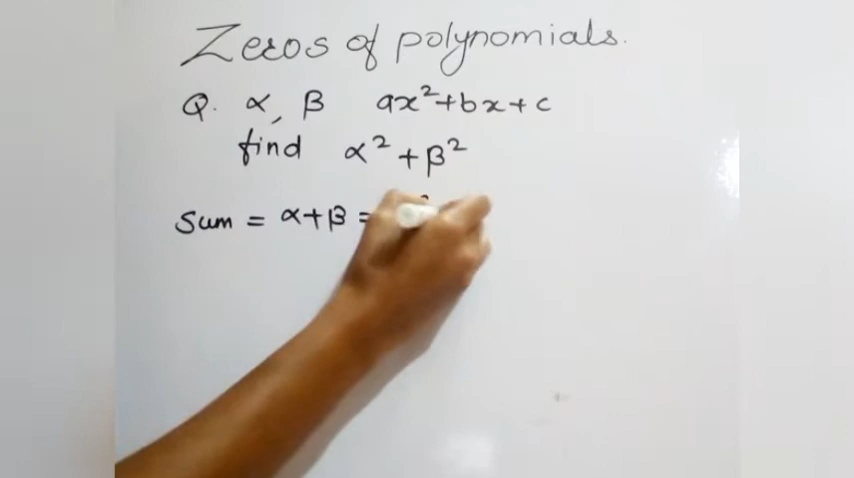 Zeros of polynomials.
Q. α, β ax²+bx+c
find α²+β²
Sum = α+β =